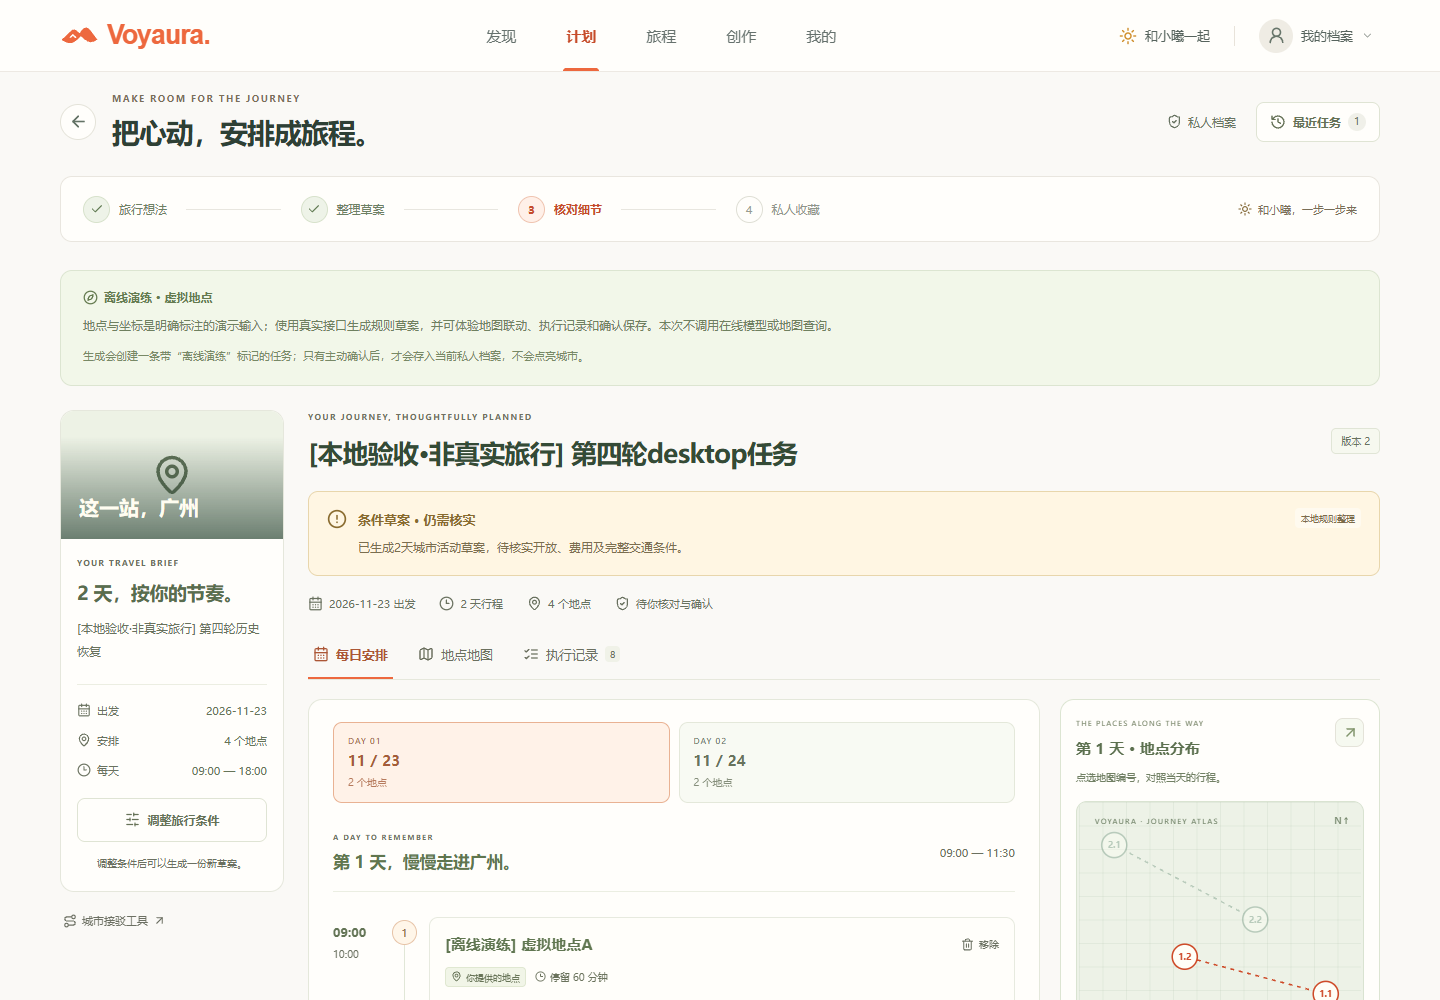 Voyaura.
发现
计划
旅程
创作
我的
和小曦一起
我的档案
MAKE ROOM FOR THE JOURNEY
把心动，安排成旅程。
私人档案
最近任务 1
旅行想法
整理草案
3 核对细节
4 私人收藏
和小曦，一步一步来
离线演练 • 虚拟地点
地点与坐标是明确标注的演示输入；使用真实接口生成规则草案，并可体验地图联动、执行记录和确认保存。本次不调用在线模型或地图查询。
生成会创建一条带“离线演练”标记的任务；只有主动确认后，才会存入当前私人档案，不会点亮城市。
这一站，广州
YOUR TRAVEL BRIEF
2 天，按你的节奏。
[本地验收·非真实旅行] 第四轮历史
恢复
出发 2026-11-23
安排 4 个地点
每天 09:00 — 18:00
调整旅行条件
调整条件后可以生成一份新草案。
城市接驳工具
YOUR JOURNEY, THOUGHTFULLY PLANNED
[本地验收·非真实旅行] 第四轮desktop任务
版本 2
条件草案 • 仍需核实
本地规则整理
已生成2天城市活动草案，待核实开放、费用及完整交通条件。
2026-11-23 出发
2 天行程
4 个地点
待你核对与确认
每日安排
地点地图
执行记录 8
DAY 01
11 / 23
2 个地点
DAY 02
11 / 24
2 个地点
A DAY TO REMEMBER
第 1 天，慢慢走进广州。
09:00 — 11:30
09:00
10:00
1
[离线演练] 虚拟地点A
移除
你提供的地点
停留 60 分钟
THE PLACES ALONG THE WAY
第 1 天 • 地点分布
点选地图编号，对照当天的行程。
VOYAURA · JOURNEY ATLAS
N↑
2.1
2.2
1.2
1.1